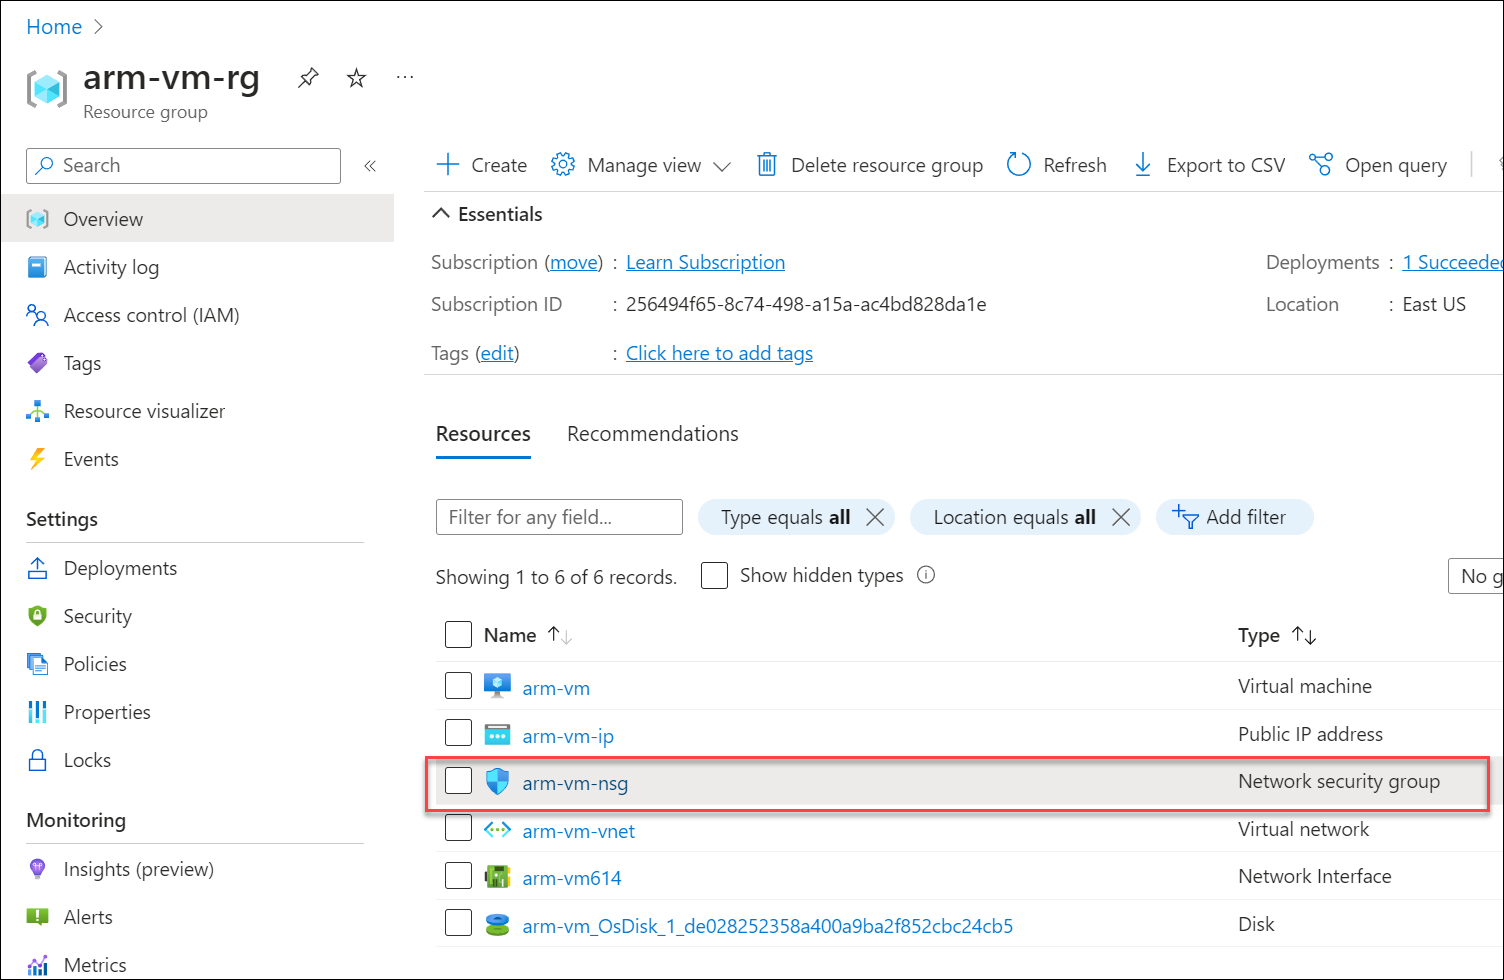 Home
arm-vm-rg
Resource group
Search
Overview
Activity log
Access control (IAM)
Tags
Resource visualizer
Events
Settings
Deployments
Security
Policies
Properties
Locks
Monitoring
Insights (preview)
Alerts
Metrics
Create Manage view Delete resource group Refresh Export to CSV Open query
Essentials
Subscription (move) : Learn Subscription Deployments : 1 Succeeded
Subscription ID : 256494f65-8c74-498-a15a-ac4bd828da1e Location : East US
Tags (edit) : Click here to add tags
Resources Recommendations
Filter for any field... Type equals all Location equals all Add filter
Showing 1 to 6 of 6 records. Show hidden types No g
Name Type
arm-vm Virtual machine
arm-vm-ip Public IP address
arm-vm-nsg Network security group
arm-vm-vnet Virtual network
arm-vm614 Network Interface
arm-vm_OsDisk_1_de028252358a400a9ba2f852cbc24cb5 Disk